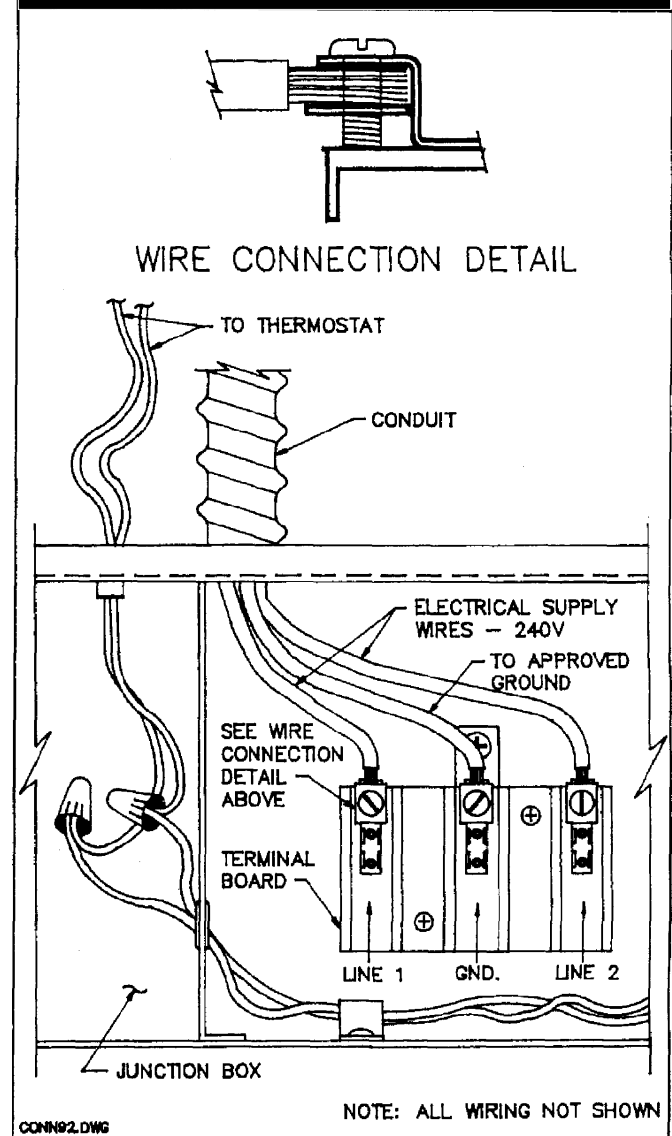 WIRE CONNECTION DETAIL
TO THERMOSTAT
CONDUIT
ELECTRICAL SUPPLY
WIRES – 240V
TO APPROVED
GROUND
SEE WIRE
CONNECTION
DETAIL
ABOVE
TERMINAL
BOARD
LINE 1
GND.
LINE 2
JUNCTION BOX
NOTE: ALL WIRING NOT SHOWN
CONN92.DWG